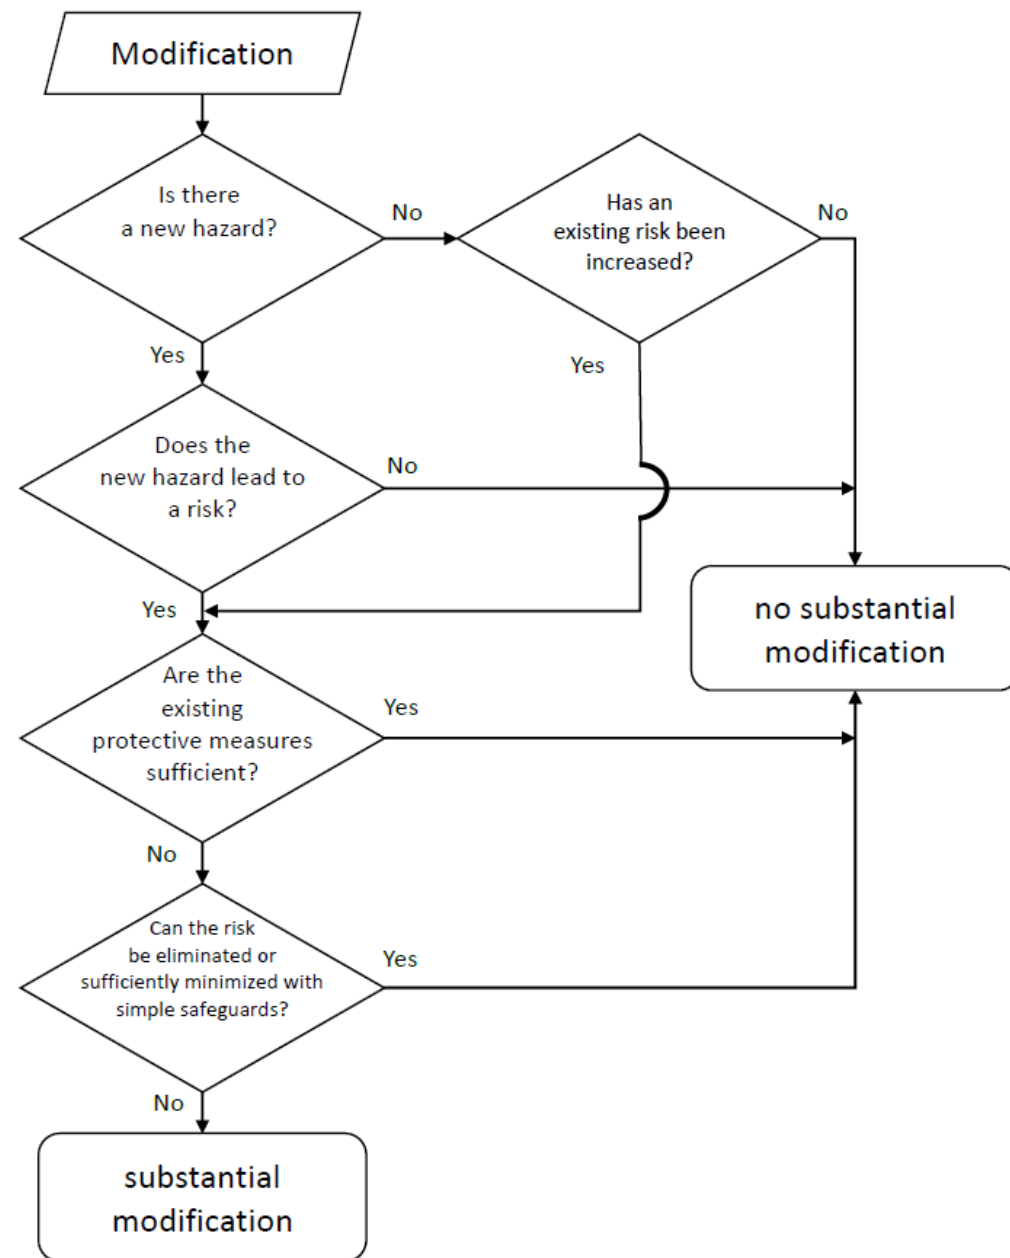 Modification
Is there
a new hazard?
No
Has an
existing risk been
increased?
No
Yes
Yes
Does the
new hazard lead to
a risk?
No
Yes
no substantial
modification
Are the
existing
protective measures
sufficient?
Yes
No
Can the risk
be eliminated or
sufficiently minimized with
simple safeguards?
Yes
No
substantial
modification